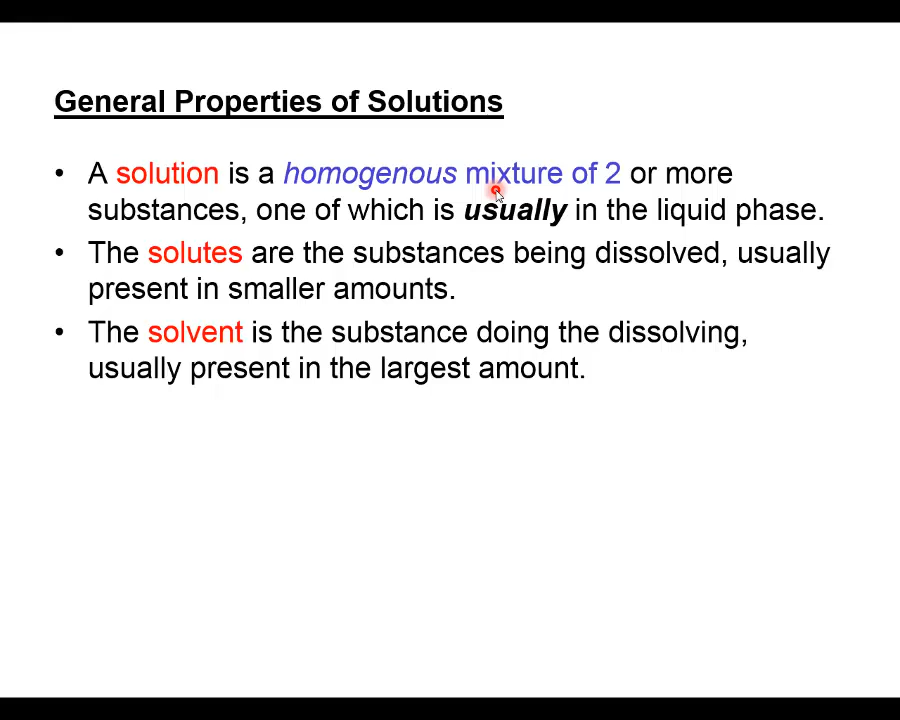 General Properties of Solutions
• A solution is a homogenous mixture of 2 or more
substances, one of which is usually in the liquid phase.
• The solutes are the substances being dissolved, usually
present in smaller amounts.
• The solvent is the substance doing the dissolving,
usually present in the largest amount.